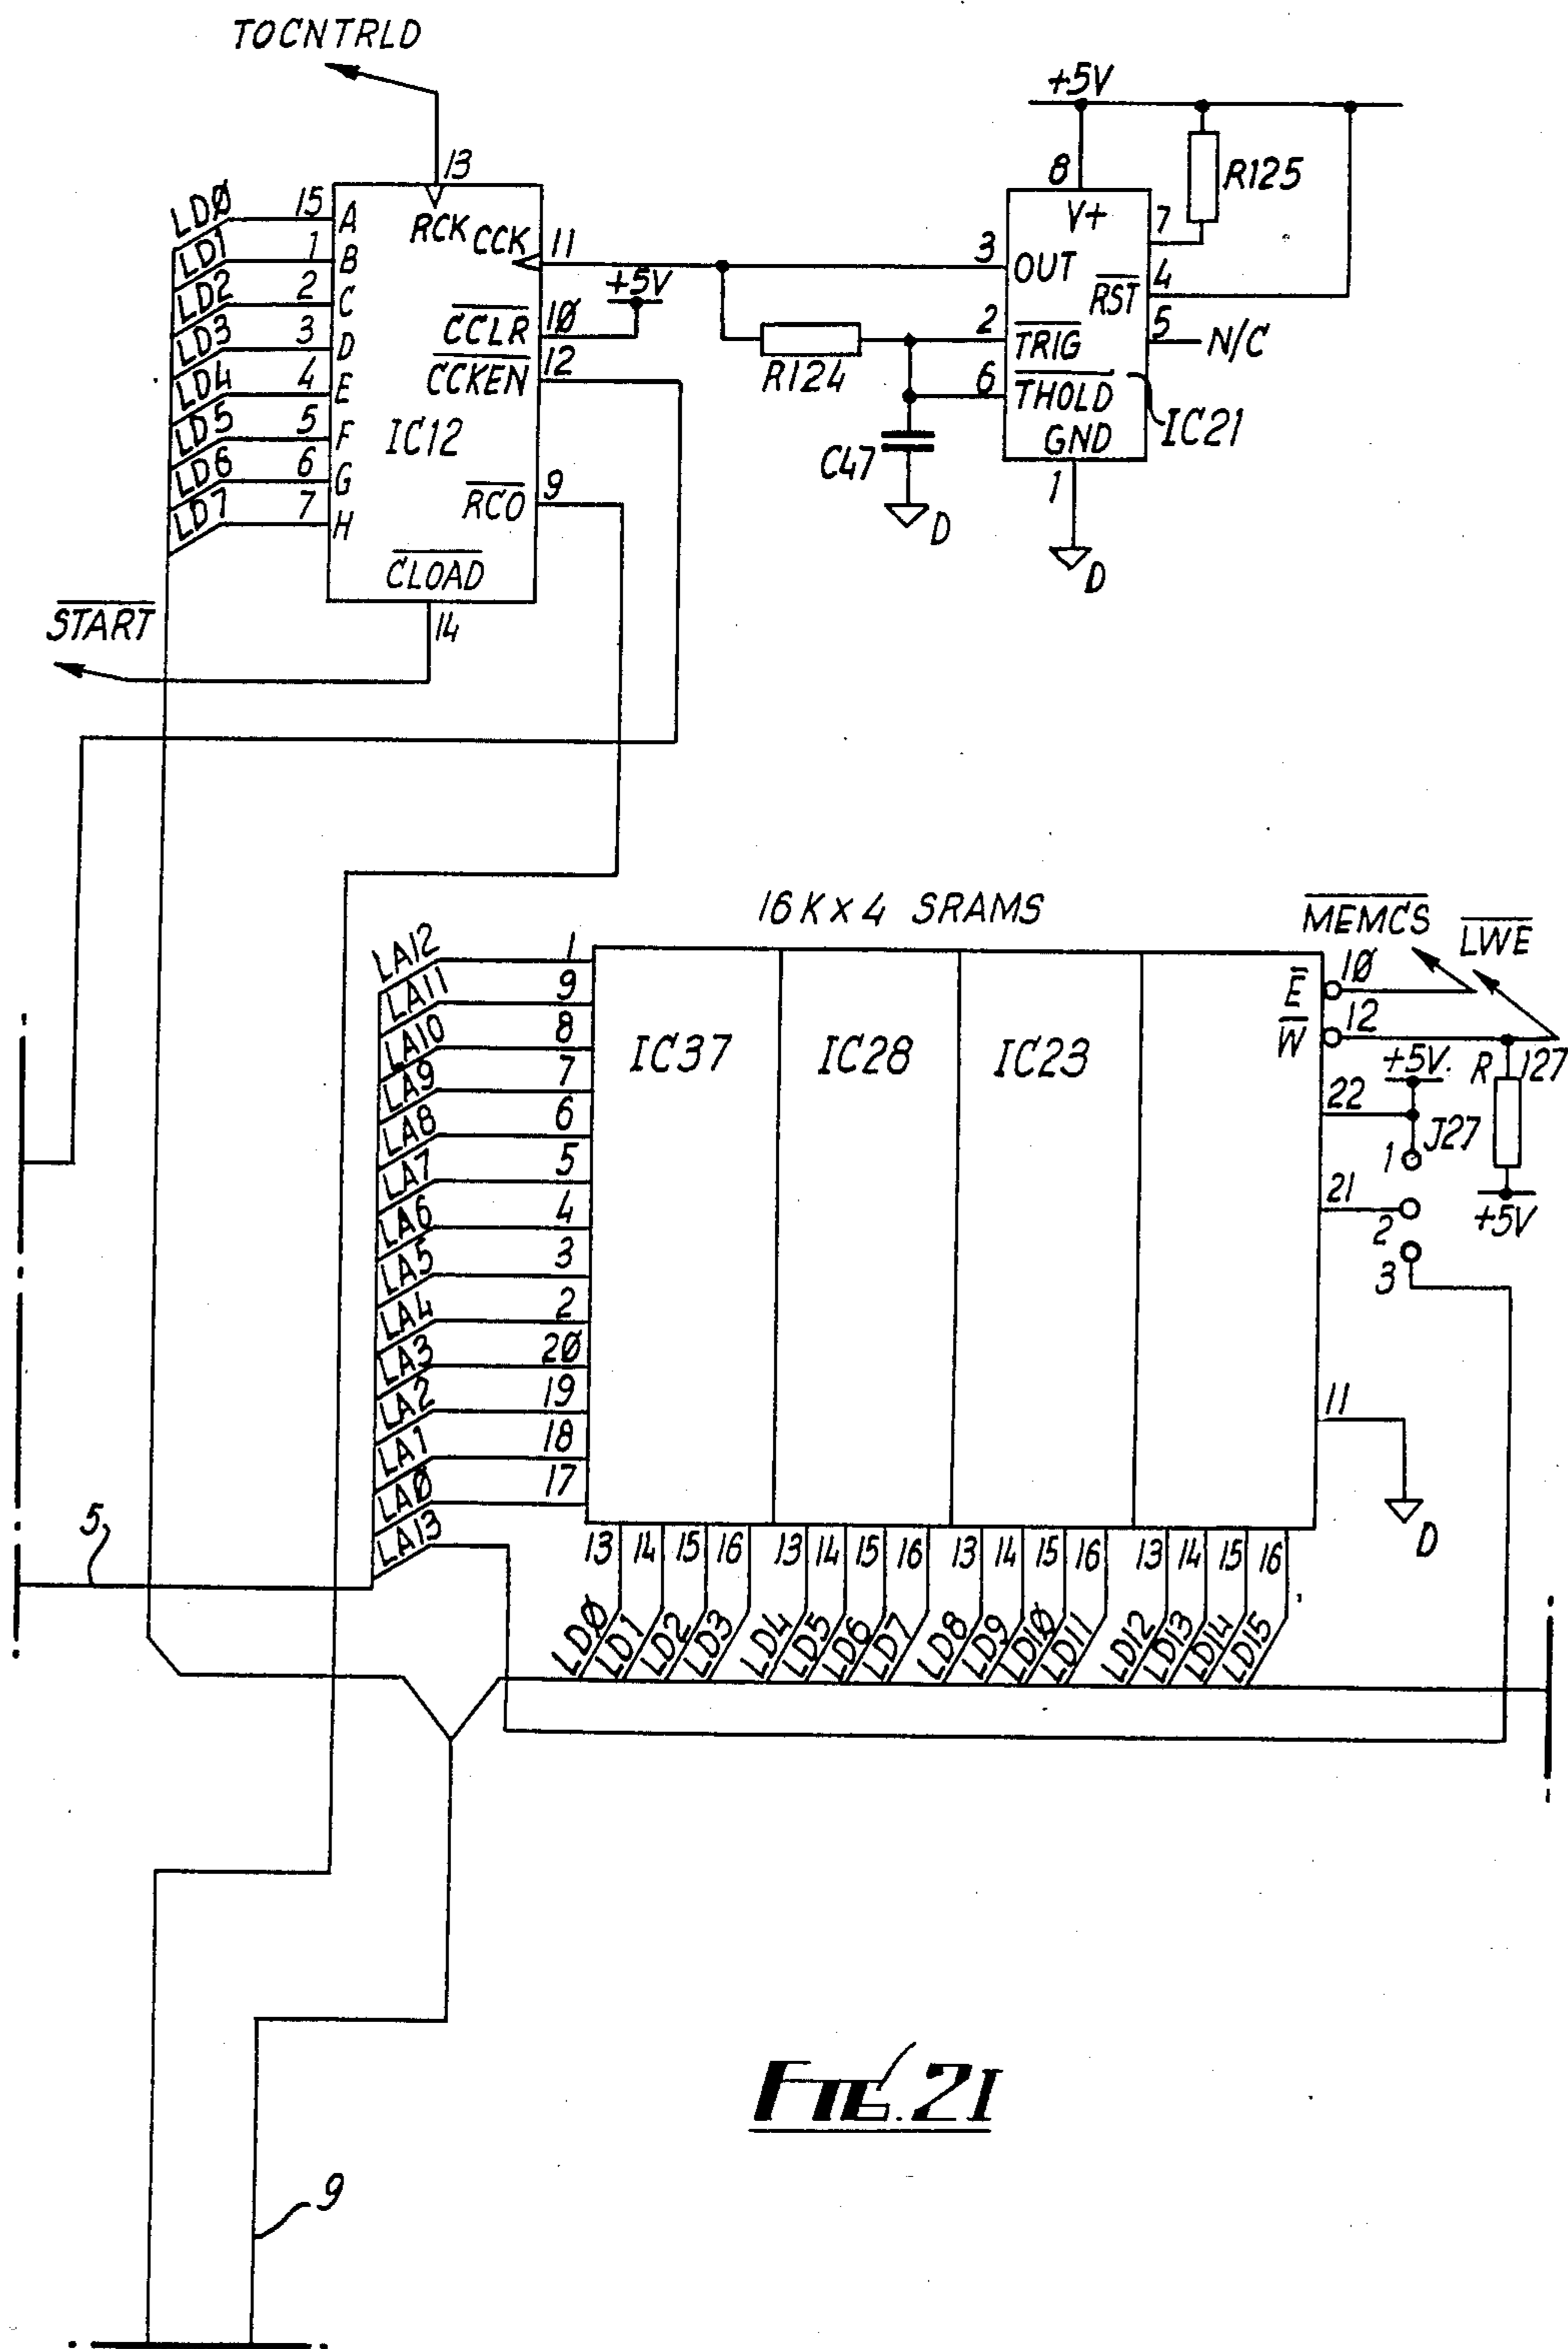 TOCNTRLD
+5V
13
8
R125
LDØ
15
A
RCK
CCK
11
V+
7
LD1
1
B
3
OUT
4
RST
LD2
2
C
+5V
CCLR
1Ø
2
TRIG
5
N/C
LD3
3
D
CCKEN
12
R124
6
THOLD
LD4
4
E
IC12
GND
IC21
LD5
5
F
C47
LD6
6
G
RCO
9
1
LD7
7
H
D
CLOAD
D
START
14
16K x 4 SRAMS
MEMCS
LWE
LA12
1
E
1Ø
LA11
9
W
12
LA10
8
IC37
IC28
IC23
+5V.
R 127
LA9
7
22
LA8
6
J27
1
LA7
5
21
LA6
4
2
+5V
LA5
3
3
LA4
2
LA3
2Ø
LA2
19
11
LA1
18
LAØ
17
D
LA13
5
13 14 15 16 13 14 15 16 13 14 15 16 13 14 15 16
LDØ LD1 LD2 LD3 LD4 LD5 LD6 LD7 LD8 LD9 LD1Ø LD11 LD12 LD13 LD14 LD15
FIG. 21
9